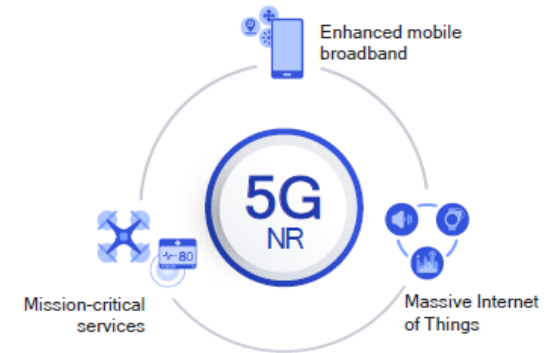 Enhanced mobile
broadband
5G
NR
80
Mission-critical
services
Massive Internet
of Things